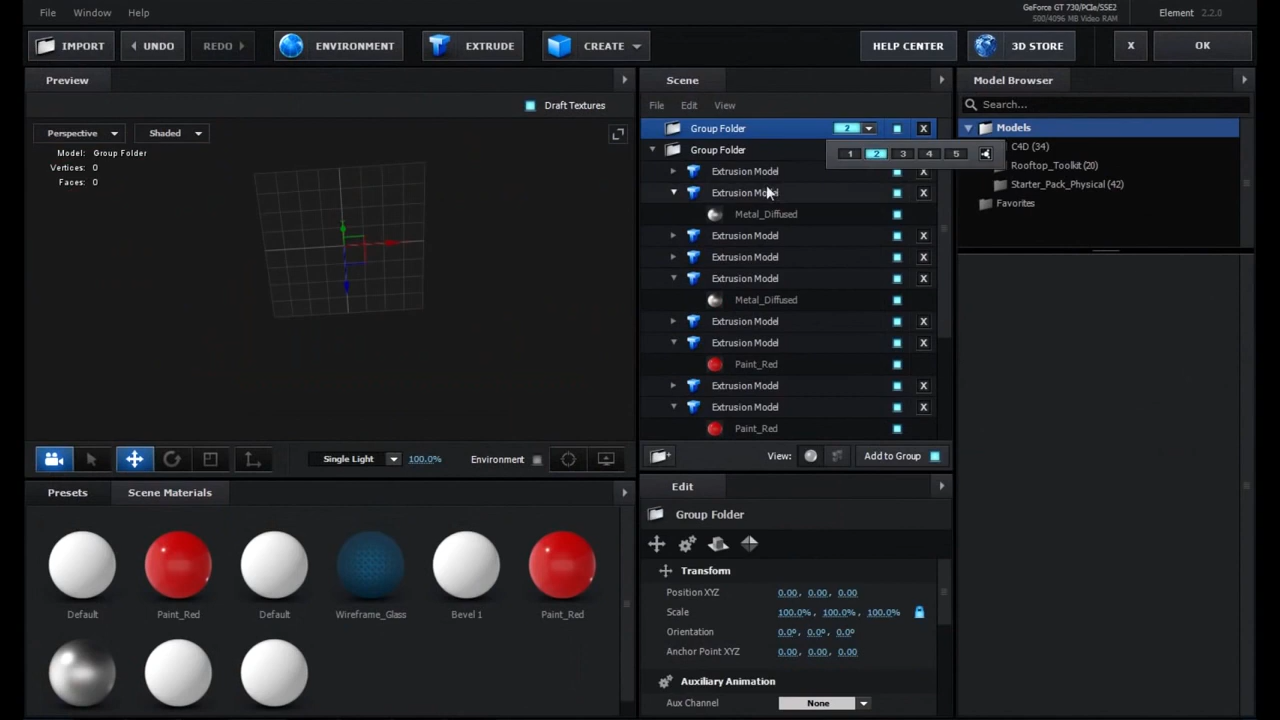 GeForce GT 730/PCIe/SSE2
File Window Help 500/4096 MB Video RAM Element 2.2.0
IMPORT UNDO REDO ENVIRONMENT EXTRUDE CREATE HELP CENTER 3D STORE X OK
Preview Scene Model Browser
Draft Textures File Edit View Search...
Perspective Shaded Group Folder 2 X Models
Model: Group Folder Group Folder 1 2 3 4 5 C4D (34)
Vertices: 0 Extrusion Model X Rooftop_Toolkit (20)
Faces: 0 Extrusion Model X Starter_Pack_Physical (42)
Metal_Diffused Favorites
Extrusion Model X
Extrusion Model X
Extrusion Model X
Metal_Diffused
Extrusion Model X
Extrusion Model X
Paint_Red
Extrusion Model X
Extrusion Model X
Paint_Red
Single Light 100.0% Environment View: Add to Group
Presets Scene Materials Edit
Group Folder
Transform
Position XYZ 0.00, 0.00, 0.00
Default Paint_Red Default Wireframe_Glass Bevel 1 Paint_Red Scale 100.0%, 100.0%, 100.0%
Orientation 0.0º, 0.0º, 0.0º
Anchor Point XYZ 0.00, 0.00, 0.00
Auxiliary Animation
Aux Channel None